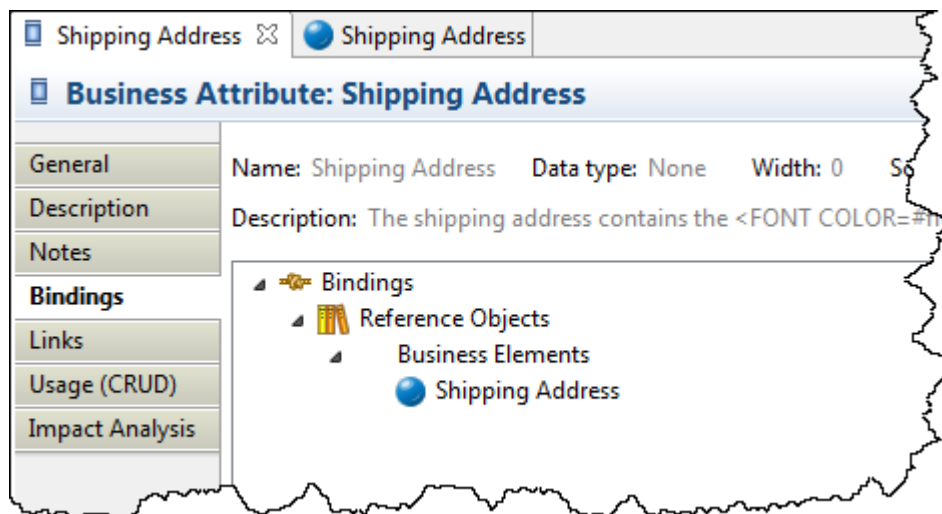 Shipping Address Shipping Address
Business Attribute: Shipping Address
General
Description
Notes
Bindings
Links
Usage (CRUD)
Impact Analysis
Name: Shipping Address Data type: None Width: 0
Description: The shipping address contains the <FONT COLOR=#
Bindings
Reference Objects
Business Elements
Shipping Address